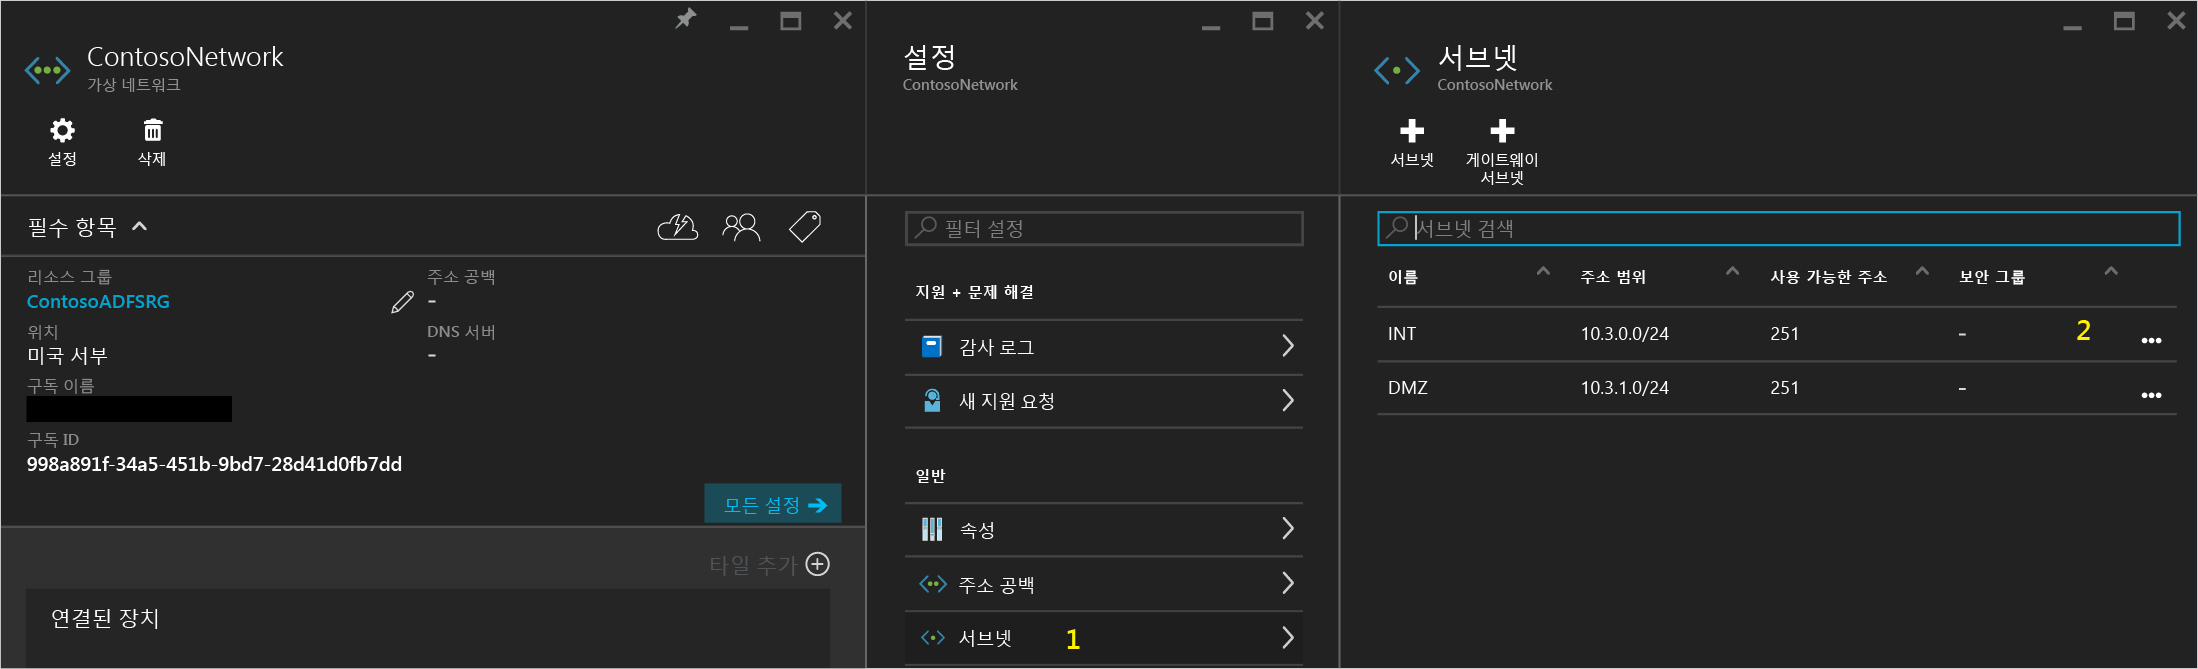 ContosoNetwork
가상 네트워크
설정
삭제
필수 항목
리소스 그룹
ContosoADFSRG
위치
미국 서부
구독 이름
구독 ID
998a891f-34a5-451b-9bd7-28d41d0fb7dd
주소 공백
-
DNS 서버
-
모든 설정
타일 추가
연결된 장치
설정
ContosoNetwork
필터 설정
지원 + 문제 해결
감사 로그
새 지원 요청
일반
속성
주소 공백
서브넷 1
서브넷
ContosoNetwork
서브넷
게이트웨이
서브넷
서브넷 검색
이름 주소 범위 사용 가능한 주소 보안 그룹
INT 10.3.0.0/24 251 - 2 •••
DMZ 10.3.1.0/24 251 - •••